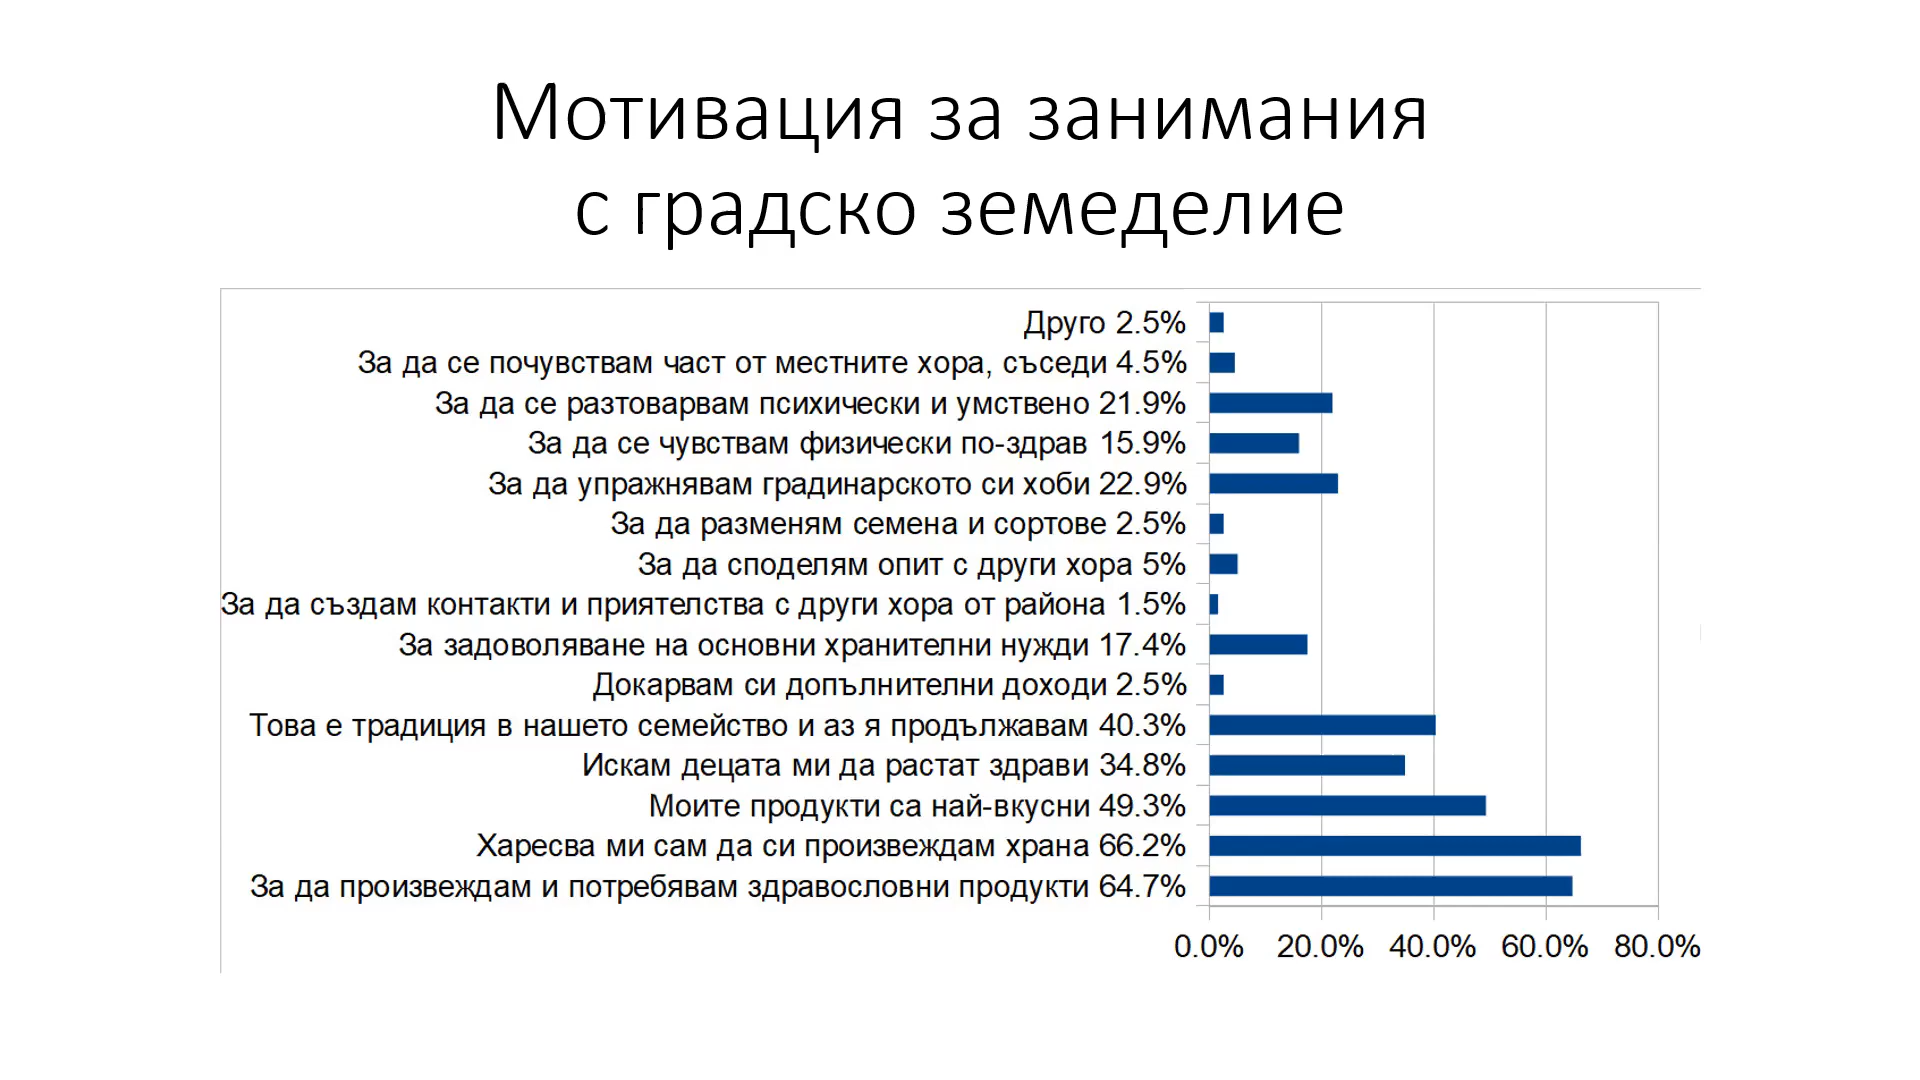 Мотивация за занимания
с градско земеделие
Друго 2.5%
За да се почувствам част от местните хора, съседи 4.5%
За да се разтоварвам психически и умствено 21.9%
За да се чувствам физически по-здрав 15.9%
За да упражнявам градинарското си хоби 22.9%
За да разменям семена и сортове 2.5%
За да споделям опит с други хора 5%
За да създам контакти и приятелства с други хора от района 1.5%
За задоволяване на основни хранителни нужди 17.4%
Докарвам си допълнителни доходи 2.5%
Това е традиция в нашето семейство и аз я продължавам 40.3%
Искам децата ми да растат здрави 34.8%
Моите продукти са най-вкусни 49.3%
Харесва ми сам да си произвеждам храна 66.2%
За да произвеждам и потребявам здравословни продукти 64.7%
0.0% 20.0% 40.0% 60.0% 80.0%